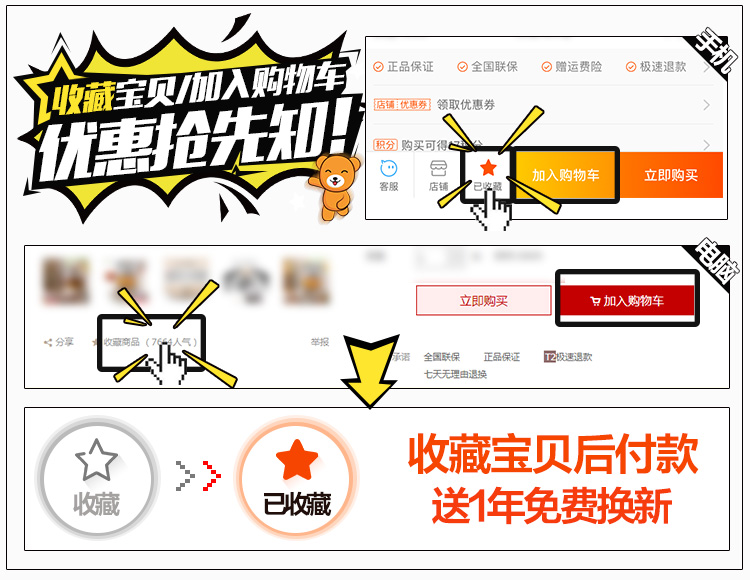 收藏宝贝/加入购物车
优惠抢先知!
手机
正品保证 全国联保 赠运费险 极速退款
店铺优惠券 领取优惠券
积分 购买可得
客服 店铺 已收藏 加入购物车 立即购买
电脑
立即购买 加入购物车
分享 收藏商品 人气) 举报
承诺 全国联保 正品保证 T2极速退款
七天无理由退换
收藏 已收藏
收藏宝贝后付款
送1年免费换新